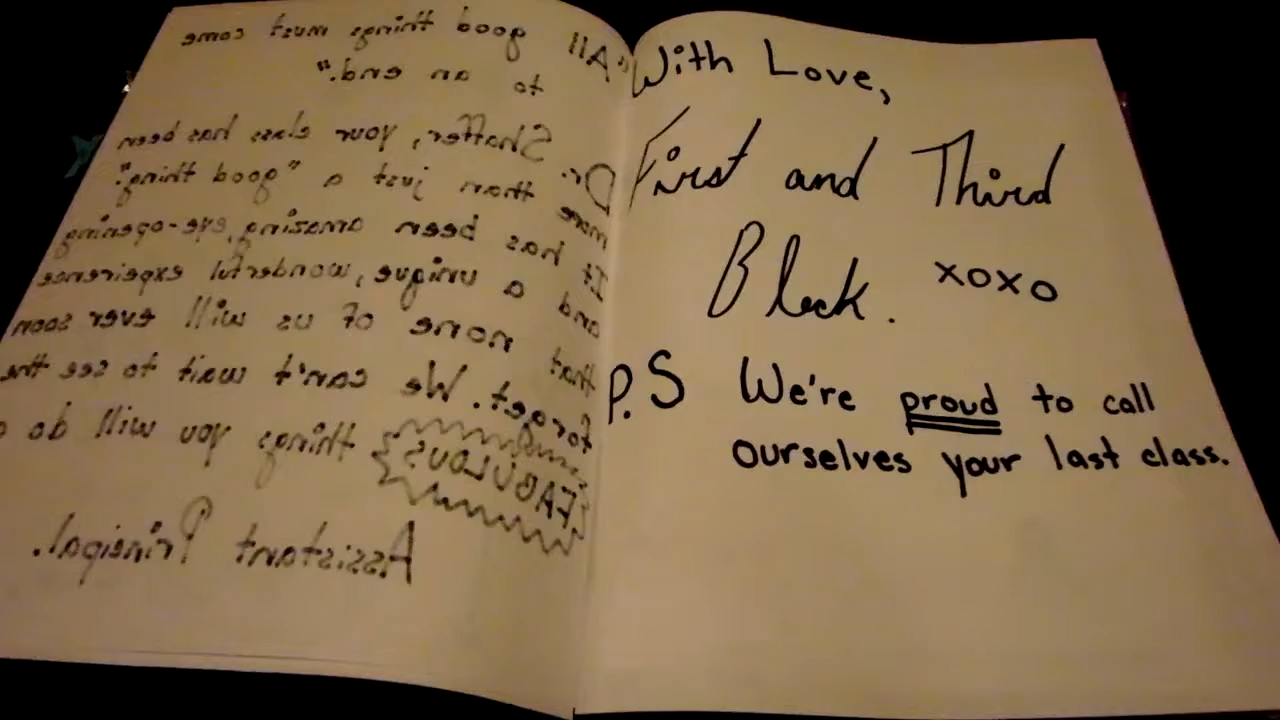 "All good things must come
to an end."
Dr. Shaffer, your class has been
more than just a "good thing".
It has been amazing, eye-opening
and a unique, wonderful expeirence
that none of us will ever soon
forget. We can't wait to see the
FABULOUS things you will do
Assistant Principal.
With Love,
First and Third
Block. xoxo
P.S We're proud to call
ourselves your last class.